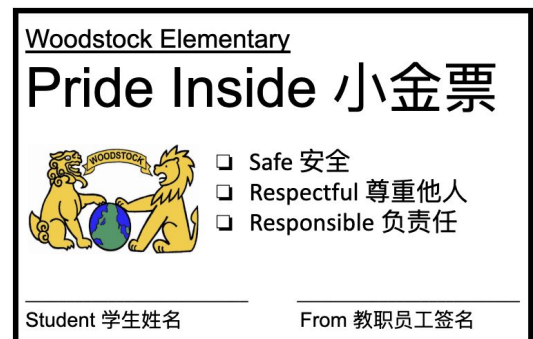 Woodstock Elementary
Pride Inside 小金票
WOODSTOCK
❏ Safe 安全
❏ Respectful 尊重他人
❏ Responsible 负责任
Student 学生姓名
From 教职员工签名